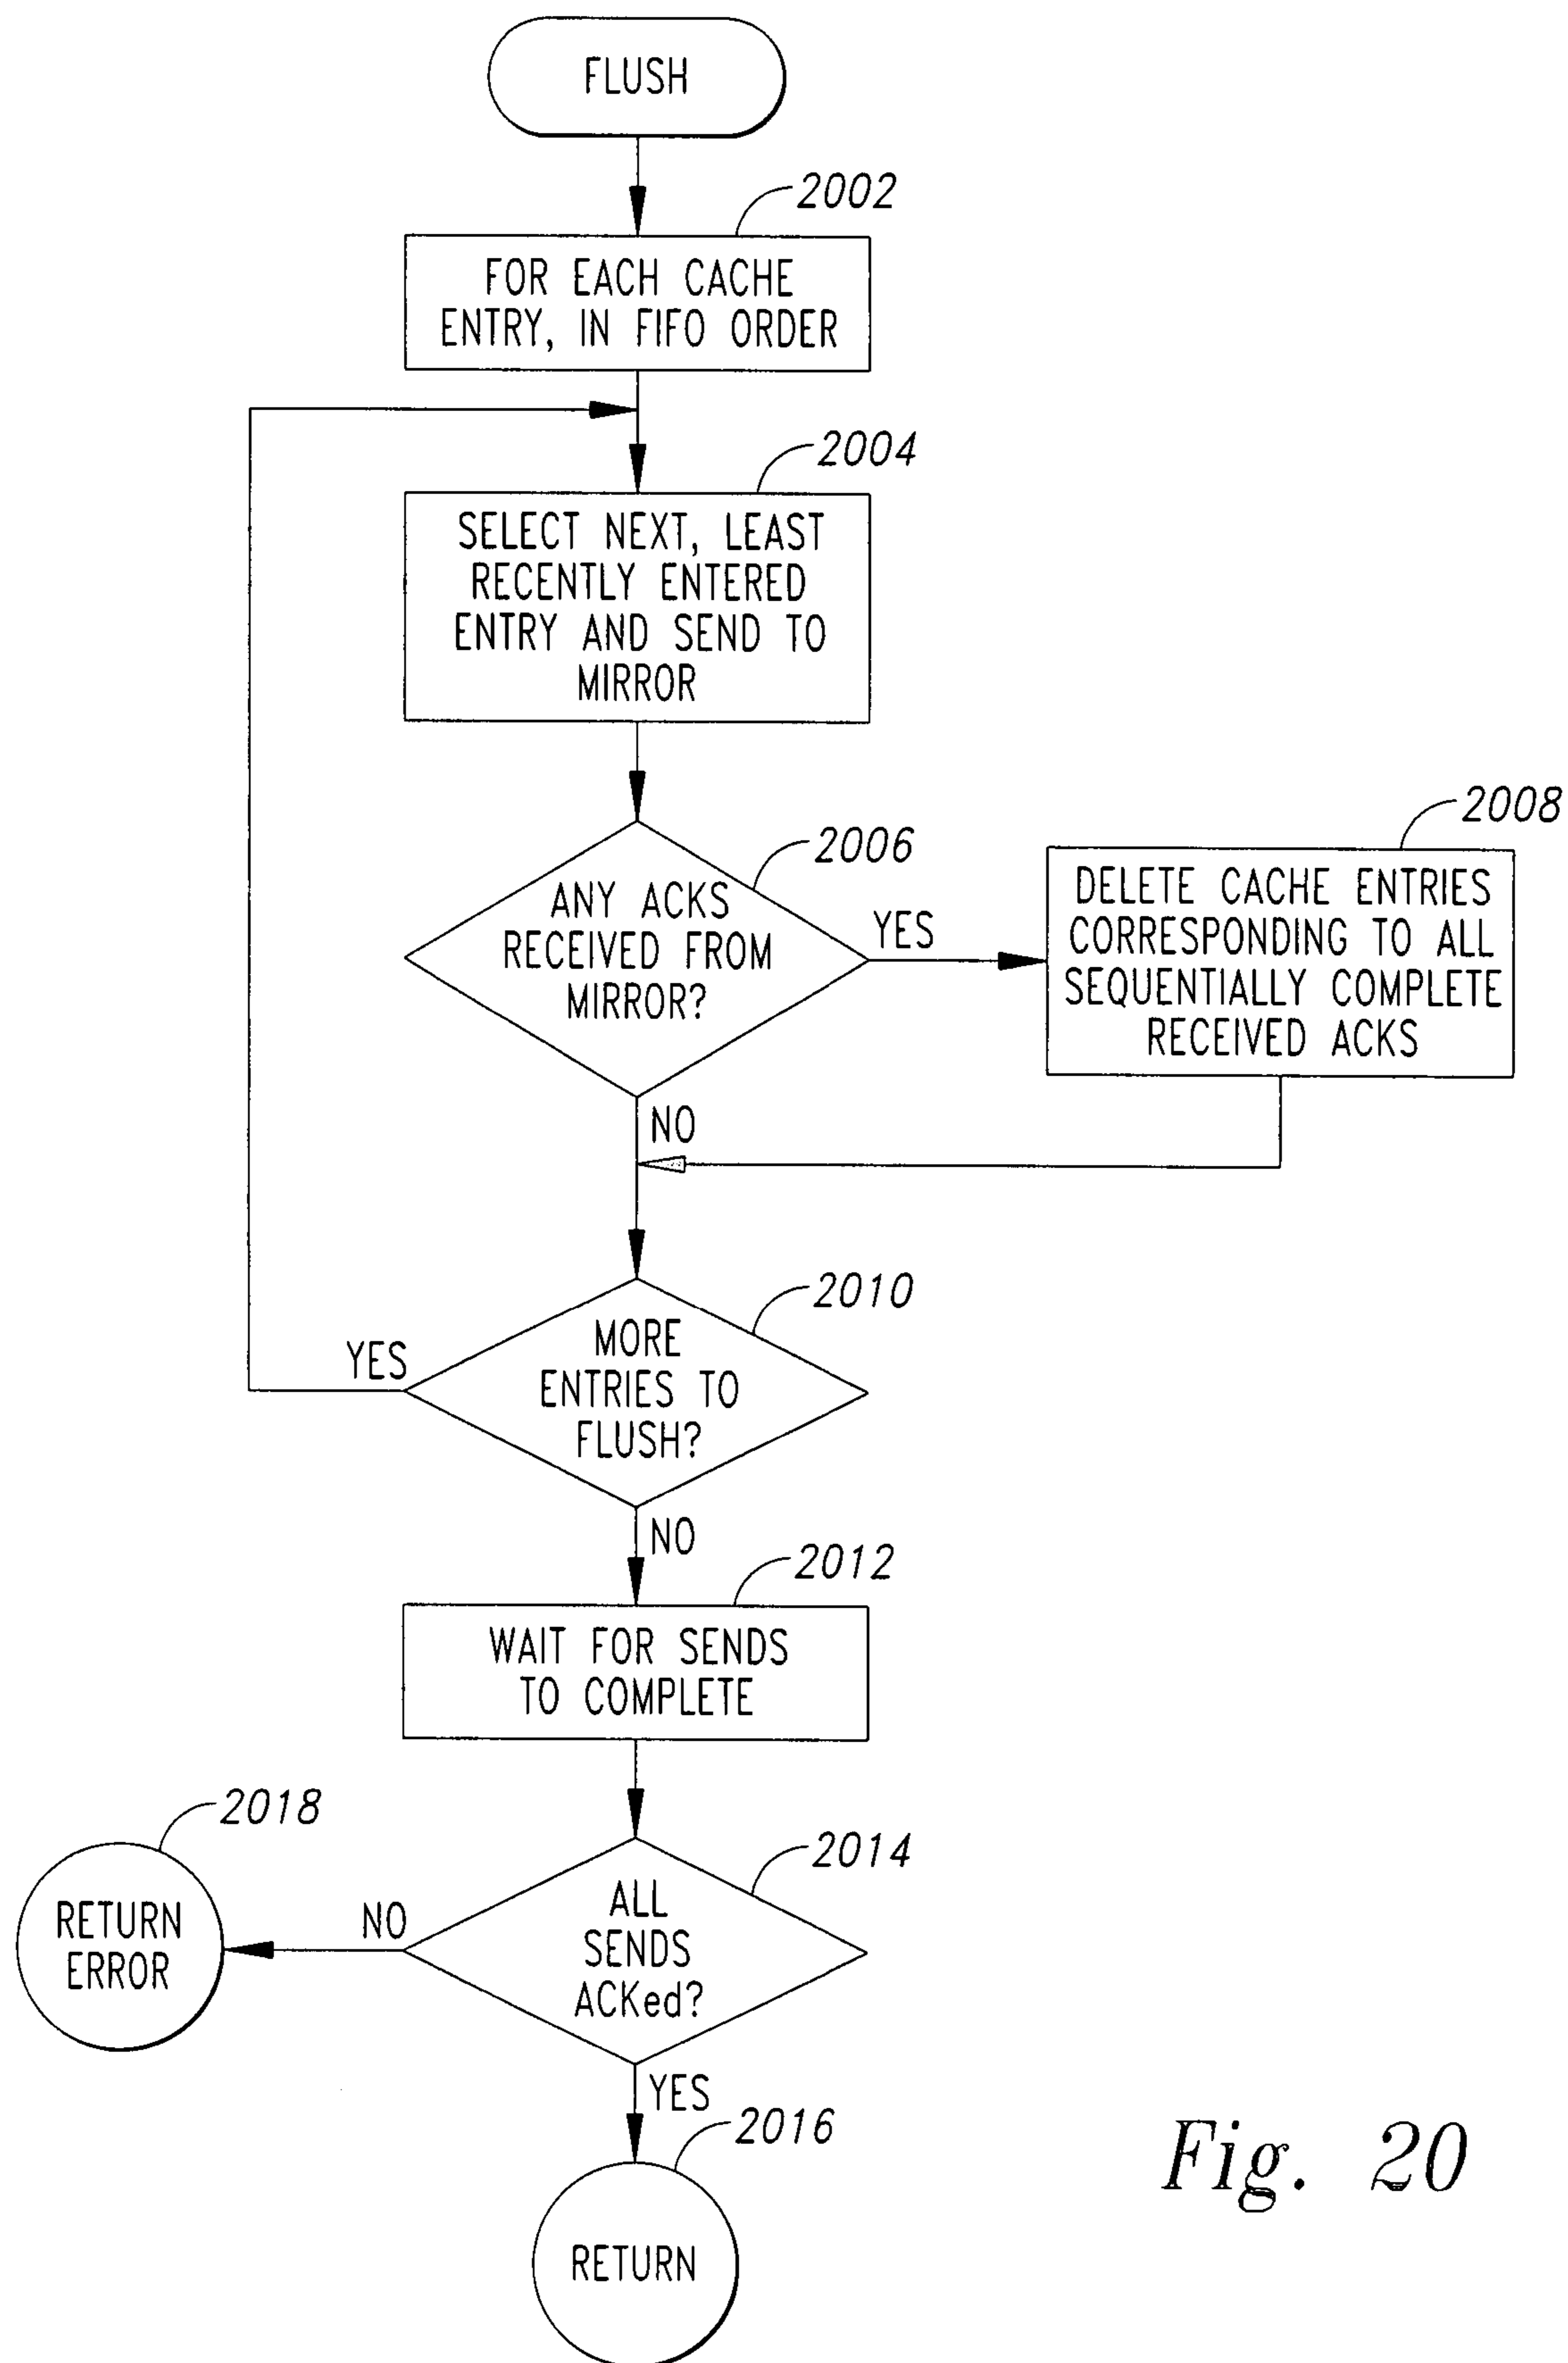 FLUSH
2002
FOR EACH CACHE
ENTRY, IN FIFO ORDER
2004
SELECT NEXT, LEAST
RECENTLY ENTERED
ENTRY AND SEND TO
MIRROR
2006
ANY ACKS
RECEIVED FROM
MIRROR?
YES
2008
DELETE CACHE ENTRIES
CORRESPONDING TO ALL
SEQUENTIALLY COMPLETE
RECEIVED ACKS
NO
2010
MORE
ENTRIES TO
FLUSH?
YES
NO
2012
WAIT FOR SENDS
TO COMPLETE
2014
ALL
SENDS
ACKed?
NO
2018
RETURN
ERROR
YES
2016
RETURN
Fig. 20